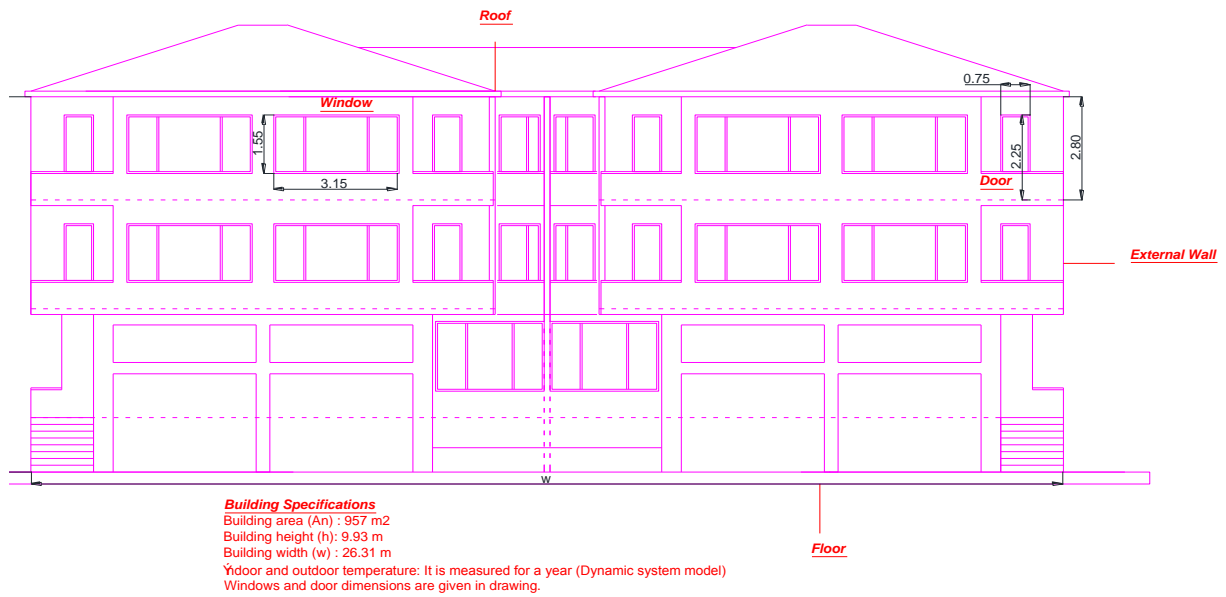 Roof
0.75
Window
1.55
3.15
2.25
2.80
Door
External Wall
w
Building Specifications
Building area (An) : 957 m2
Building height (h): 9.93 m
Building width (w) : 26.31 m
Ýndoor and outdoor temperature: It is measured for a year (Dynamic system model)
Windows and door dimensions are given in drawing.
Floor